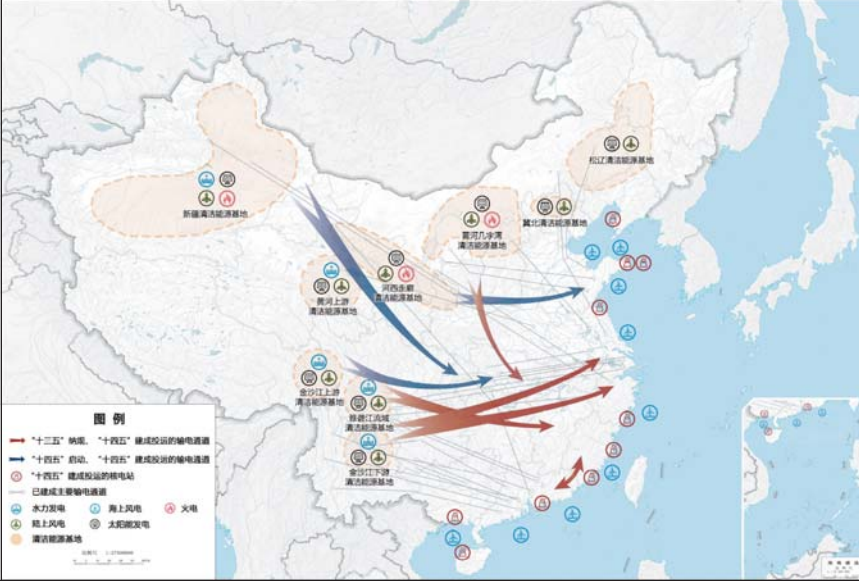 松辽清洁能源基地
新疆清洁能源基地
冀北清洁能源基地
黄河几字湾
清洁能源基地
河西走廊
清洁能源基地
黄河上游
清洁能源基地
金沙江上游
清洁能源基地
雅砻江流域
清洁能源基地
金沙江下游
清洁能源基地
图 例
“十三五”纳规、“十四五”建成投运的输电通道
“十四五”启动、“十四五”建成投运的输电通道
“十四五”建成投运的核电站
已建成主要输电通道
水力发电 海上风电 火电
陆上风电 太阳能发电
清洁能源基地